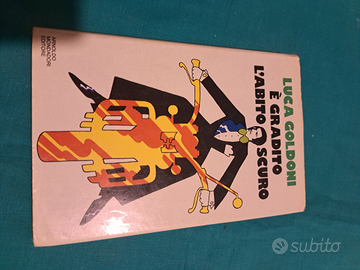 LUCA GOLDONI
È GRADITO
L'ABITO SCURO
ARNOLDO
MONDADORI
EDITORE
subito